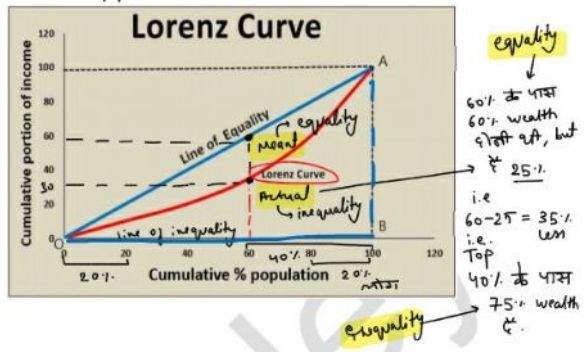 Lorenz Curve
Cumulative portion of income
120
100
80
60
40
30
20
0
Line of Equality
Meant → equality
Lorenz Curve
Actual
→ inequality
line of inequality
A
B
O
0
20
40
60
80
100
120
40%
20%
20%
Cumulative % population
equality
60% के पास
60% wealth
होनी थी, but
है 25%
i.e
60-25 = 35%
less
i.e.
Top
40% के पास
75% wealth
है.
inequality